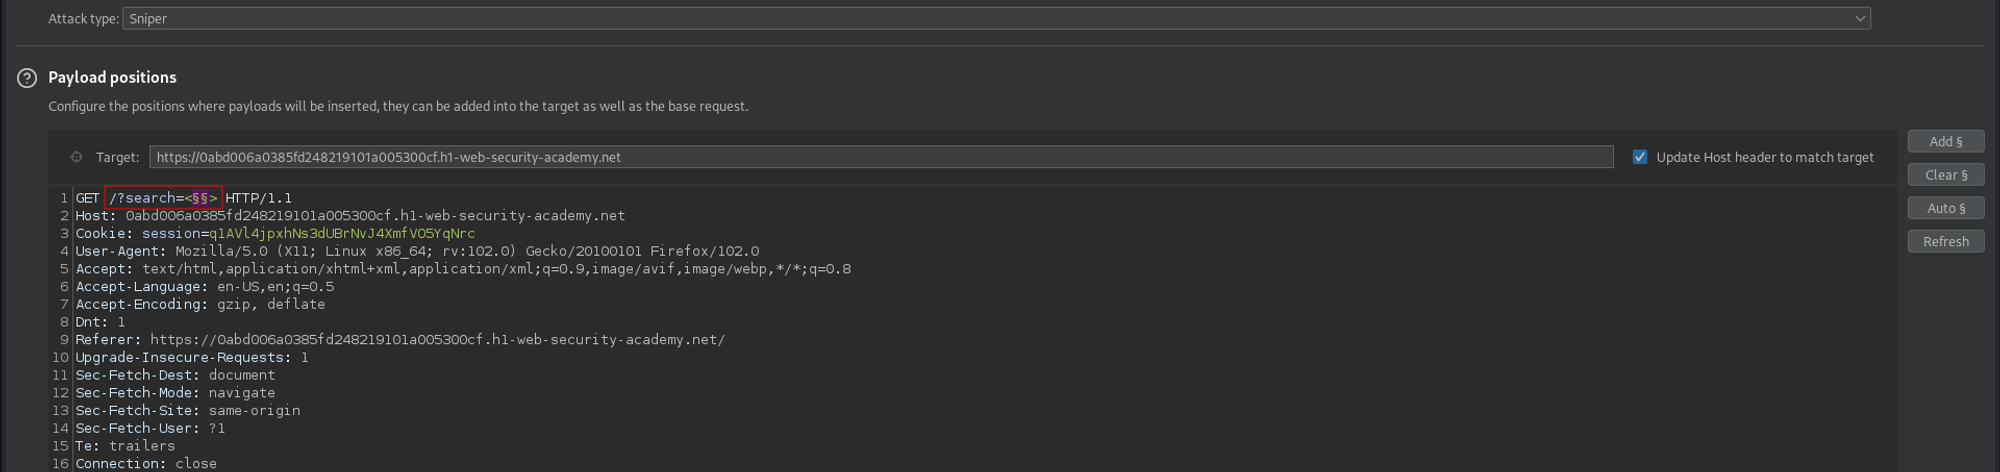 Attack type: Sniper
Payload positions
Configure the positions where payloads will be inserted, they can be added into the target as well as the base request.
Target: https://0abd006a0385fd248219101a005300cf.h1-web-security-academy.net Update Host header to match target
Add §
Clear §
Auto §
Refresh
1 GET /?search=<§§> HTTP/1.1
2 Host: 0abd006a0385fd248219101a005300cf.h1-web-security-academy.net
3 Cookie: session=q1AVl4jpxhNs3dUBrNvJ4XmfVO5YqNrc
4 User-Agent: Mozilla/5.0 (X11; Linux x86_64; rv:102.0) Gecko/20100101 Firefox/102.0
5 Accept: text/html,application/xhtml+xml,application/xml;q=0.9,image/avif,image/webp,*/*;q=0.8
6 Accept-Language: en-US,en;q=0.5
7 Accept-Encoding: gzip, deflate
8 Dnt: 1
9 Referer: https://0abd006a0385fd248219101a005300cf.h1-web-security-academy.net/
10 Upgrade-Insecure-Requests: 1
11 Sec-Fetch-Dest: document
12 Sec-Fetch-Mode: navigate
13 Sec-Fetch-Site: same-origin
14 Sec-Fetch-User: ?1
15 Te: trailers
16 Connection: close